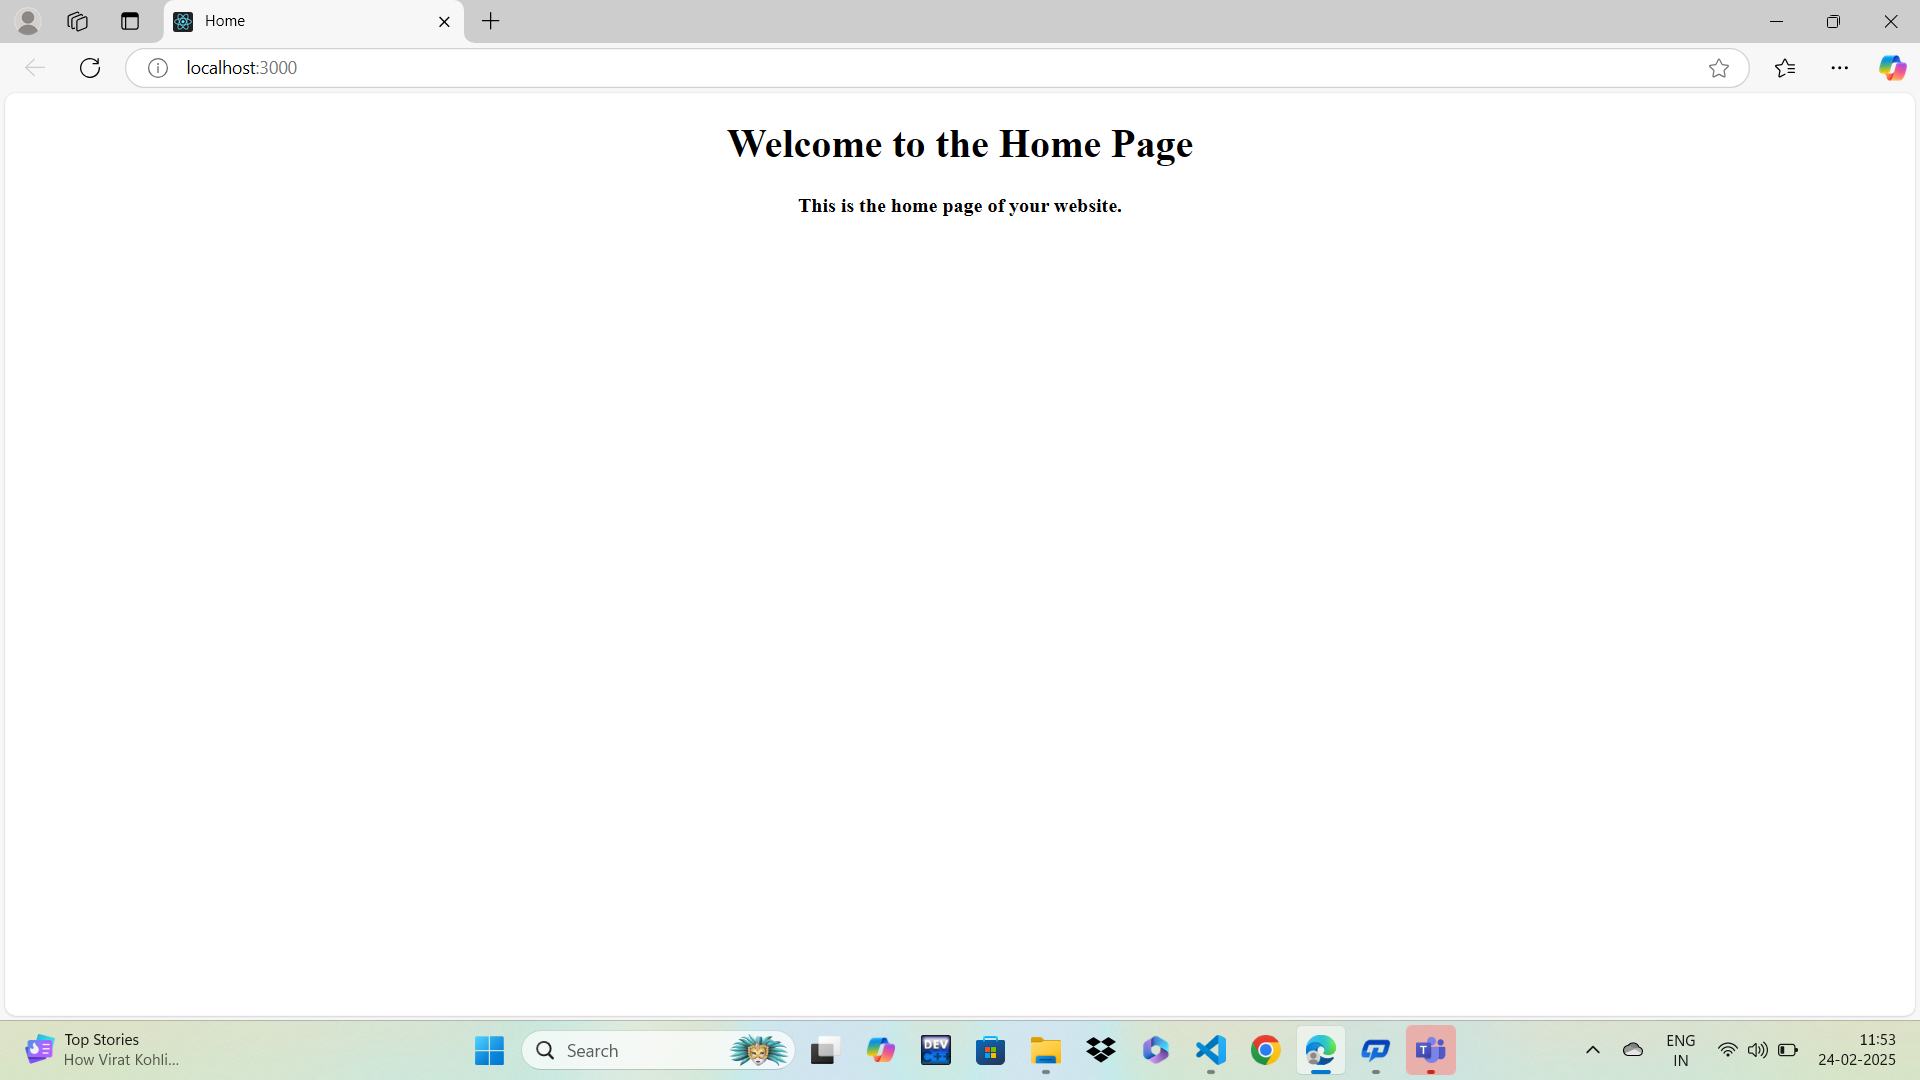 Home
localhost:3000
Welcome to the Home Page
This is the home page of your website.
Top Stories
How Virat Kohli...
Search
DEV
C++
T
ENG
IN
11:53
24-02-2025